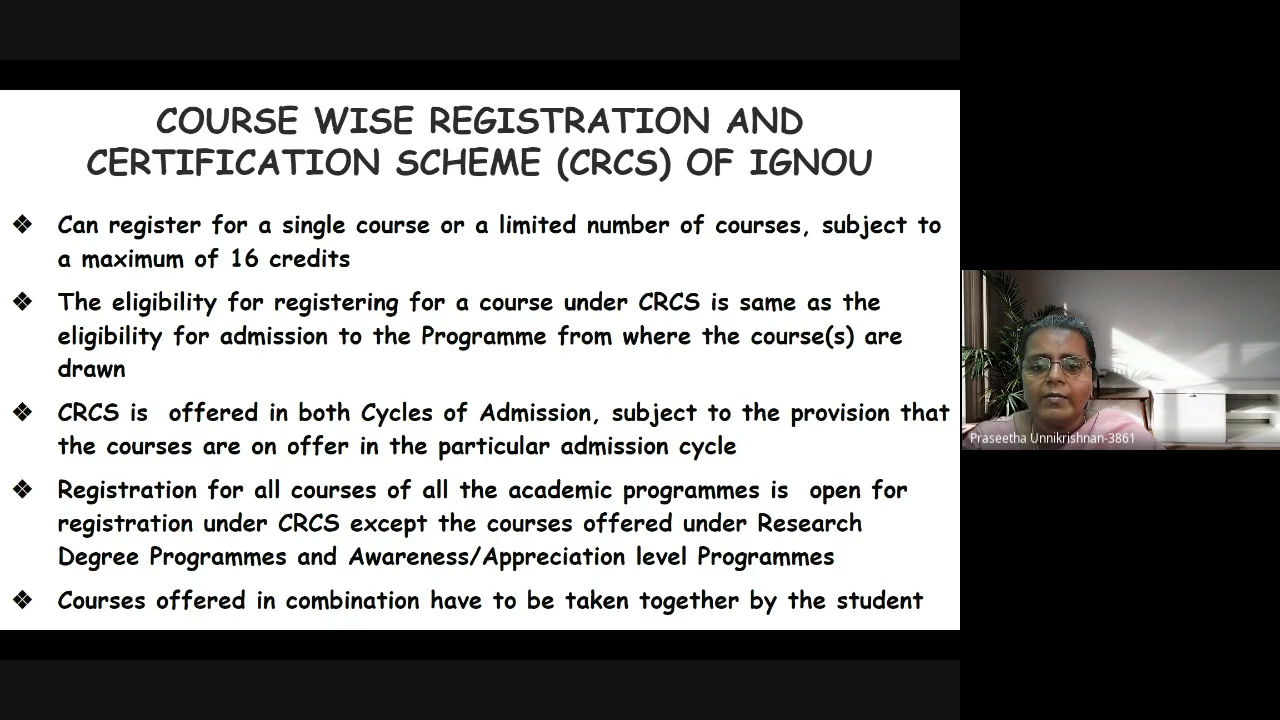 COURSE WISE REGISTRATION AND
CERTIFICATION SCHEME (CRCS) OF IGNOU
❖ Can register for a single course or a limited number of courses, subject to
a maximum of 16 credits
❖ The eligibility for registering for a course under CRCS is same as the
eligibility for admission to the Programme from where the course(s) are
drawn
❖ CRCS is  offered in both Cycles of Admission, subject to the provision that
the courses are on offer in the particular admission cycle
❖ Registration for all courses of all the academic programmes is  open for
registration under CRCS except the courses offered under Research
Degree Programmes and Awareness/Appreciation level Programmes
❖ Courses offered in combination have to be taken together by the student
Praseetha Unnikrishnan-3861